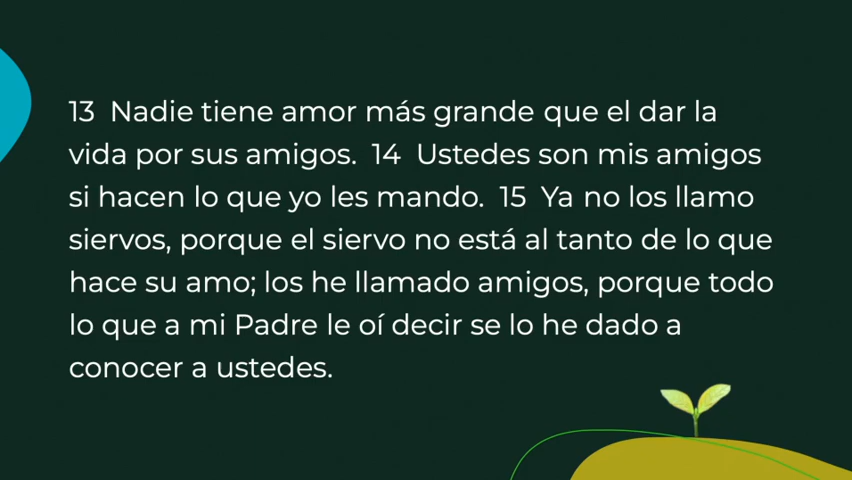 13 Nadie tiene amor más grande que el dar la
vida por sus amigos. 14 Ustedes son mis amigos
si hacen lo que yo les mando. 15 Ya no los llamo
siervos, porque el siervo no está al tanto de lo que
hace su amo; los he llamado amigos, porque todo
lo que a mi Padre le oí decir se lo he dado a
conocer a ustedes.